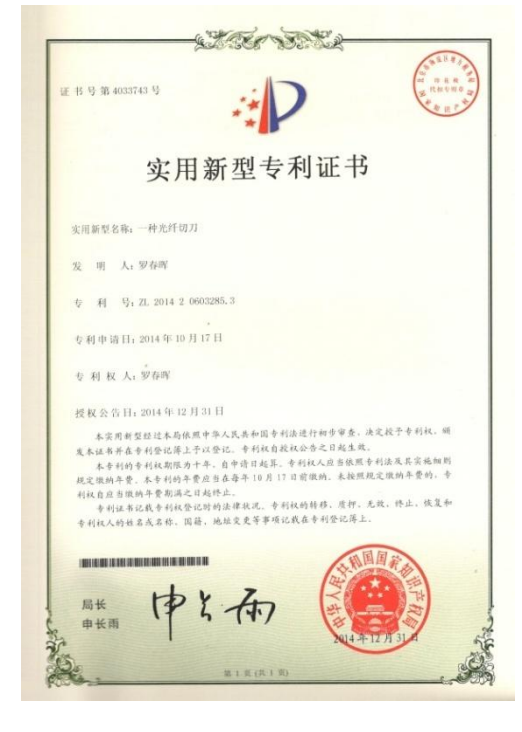 证书号第4033743号
实用新型专利证书
实用新型名称：一种光纤切刀
发 明 人：罗春晖
专 利 号：ZL 2014 2 0603285.3
专利申请日：2014年10月17日
专 利 权 人：罗春晖
授权公告日：2014年12月31日
本实用新型经过本局依照中华人民共和国专利法进行初步审查，决定授予专利权，颁
发本证书并在专利登记簿上予以登记。专利权自授权公告之日起生效。
本专利的专利权期限为十年，自申请日起算。专利权人应当依照专利法及其实施细则
规定缴纳年费。本专利的年费应当在每年10月17日前缴纳。未按照规定缴纳年费的，专
利权自应当缴纳年费期满之日起终止。
专利证书记载专利权登记时的法律状况。专利权的转移、质押、无效、终止、恢复和
专利权人的姓名或名称、国籍、地址变更等事项记载在专利登记簿上。
局长
申长雨
申长雨
中华人民共和国国家知识产权局
2014年12月31日
第 1 页 (共 1 页)